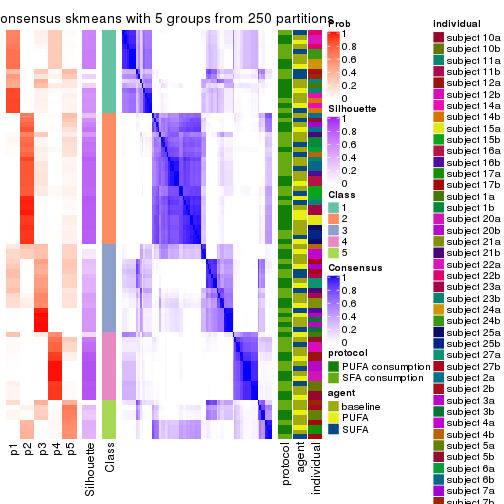 onsensus skmeans with 5 groups from 250 partitions
Prob
1
0.8
0.6
0.4
0.2
0
Silhouette
1
0.8
0.6
0.4
0.2
0
Class
1
2
3
4
5
Consensus
1
0.8
0.6
0.4
0.2
0
protocol
PUFA consumption
SFA consumption
agent
baseline
PUFA
SUFA
individual
subject 10a
subject 10b
subject 11a
subject 11b
subject 12a
subject 12b
subject 14a
subject 14b
subject 15a
subject 15b
subject 16a
subject 16b
subject 17a
subject 17b
subject 1a
subject 1b
subject 20a
subject 20b
subject 21a
subject 21b
subject 22a
subject 22b
subject 23a
subject 23b
subject 24a
subject 24b
subject 25a
subject 25b
subject 27a
subject 27b
subject 2a
subject 2b
subject 3a
subject 3b
subject 4a
subject 4b
subject 5a
subject 5b
subject 6a
subject 6b
subject 7a
subject 7b
p1
p2
p3
p4
p5
Silhouette
Class
protocol
agent
individual